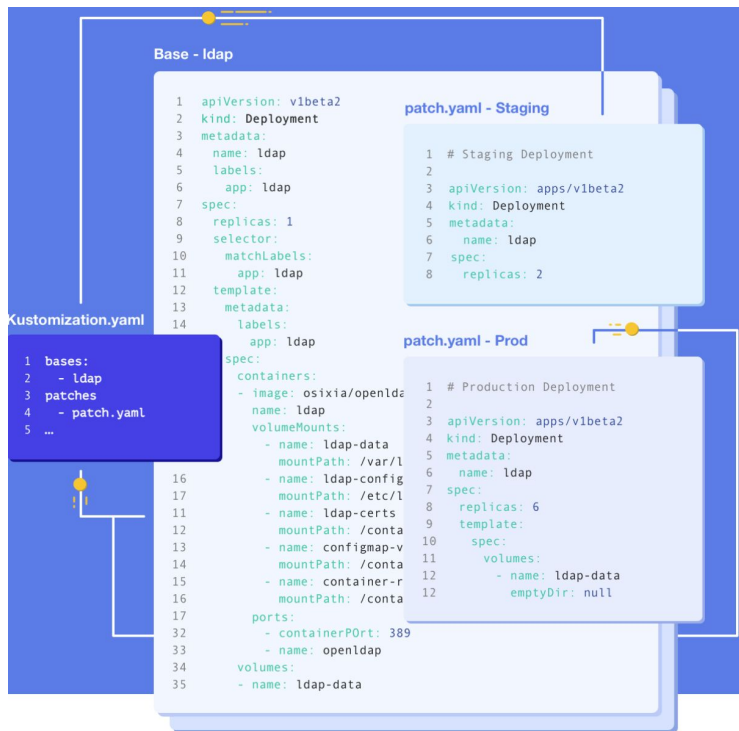 Base - ldap
1 apiVersion: v1beta2
2 kind: Deployment
3 metadata:
4 name: ldap
5 labels:
6 app: ldap
7 spec:
8 replicas: 1
9 selector:
10 matchLabels:
11 app: ldap
12 template:
13 metadata:
14 labels:
app: ldap
spec:
containers:
- image: osixia/openlda
name: ldap
volumeMounts:
- name: ldap-data
mountPath: /var/l
16 - name: ldap-config
17 mountPath: /etc/l
11 - name: ldap-certs
12 mountPath: /conta
13 - name: configmap-v
14 mountPath: /conta
15 - name: container-r
16 mountPath: /conta
17 ports:
32 - containerPOrt: 389
33 - name: openldap
34 volumes:
35 - name: ldap-data
patch.yaml - Staging
1 # Staging Deployment
2
3 apiVersion: apps/v1beta2
4 kind: Deployment
5 metadata:
6 name: ldap
7 spec:
8 replicas: 2
Kustomization.yaml
1 bases:
2 - ldap
3 patches
4 - patch.yaml
5 …
patch.yaml - Prod
1 # Production Deployment
2
3 apiVersion: apps/v1beta2
4 kind: Deployment
5 metadata:
6 name: ldap
7 spec:
8 replicas: 6
9 template:
10 spec:
11 volumes:
12 - name: ldap-data
12 emptyDir: null